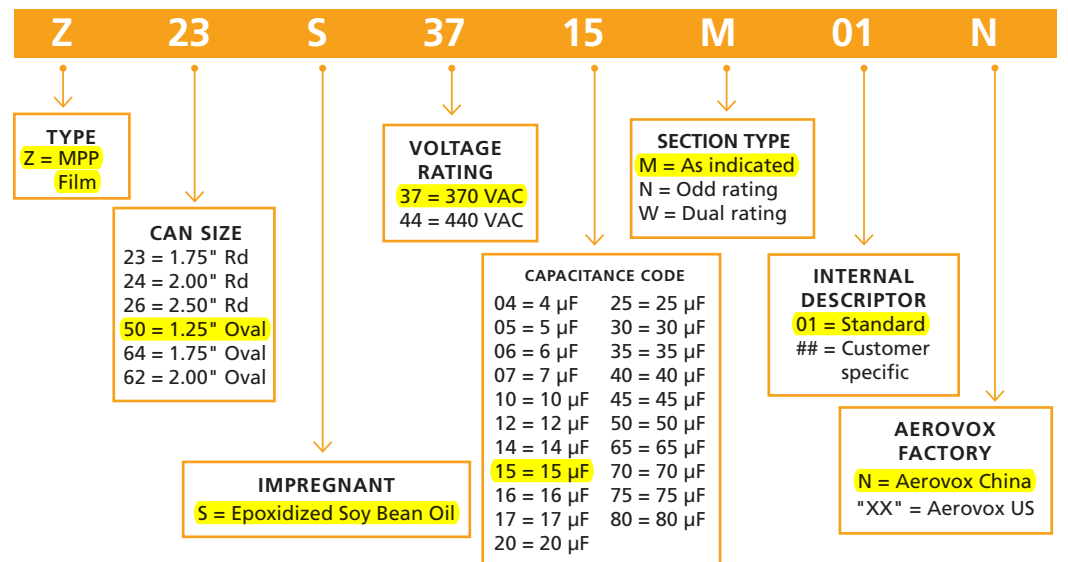 Z 23 S 37 15 M 01 N
TYPE
Z = MPP
Film
CAN SIZE
23 = 1.75" Rd
24 = 2.00" Rd
26 = 2.50" Rd
50 = 1.25" Oval
64 = 1.75" Oval
62 = 2.00" Oval
IMPREGNANT
S = Epoxidized Soy Bean Oil
VOLTAGE
RATING
37 = 370 VAC
44 = 440 VAC
CAPACITANCE CODE
04 = 4 µF 25 = 25 µF
05 = 5 µF 30 = 30 µF
06 = 6 µF 35 = 35 µF
07 = 7 µF 40 = 40 µF
10 = 10 µF 45 = 45 µF
12 = 12 µF 50 = 50 µF
14 = 14 µF 65 = 65 µF
15 = 15 µF 70 = 70 µF
16 = 16 µF 75 = 75 µF
17 = 17 µF 80 = 80 µF
20 = 20 µF
SECTION TYPE
M = As indicated
N = Odd rating
W = Dual rating
INTERNAL
DESCRIPTOR
01 = Standard
## = Customer
specific
AEROVOX
FACTORY
N = Aerovox China
"XX" = Aerovox US